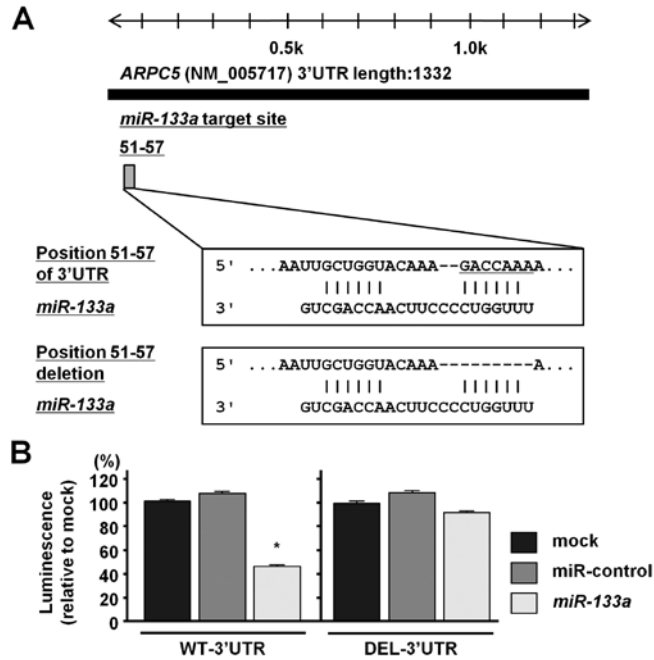 A
0.5k 1.0k
ARPC5 (NM_005717) 3'UTR length:1332
miR-133a target site
51-57
Position 51-57
of 3'UTR
5' ...AAUUGCUGGUACAAA--GACCAAAA...
miR-133a
3' GUCGACCAACUUCCCCUGGUUU
Position 51-57
deletion
5' ...AAUUGCUGGUACAAA---------A...
miR-133a
3' GUCGACCAACUUCCCCUGGUUU
B
(%)
120
100
80
60
40
20
0
Luminescence
(relative to mock)
*
WT-3'UTR
DEL-3'UTR
mock
miR-control
miR-133a